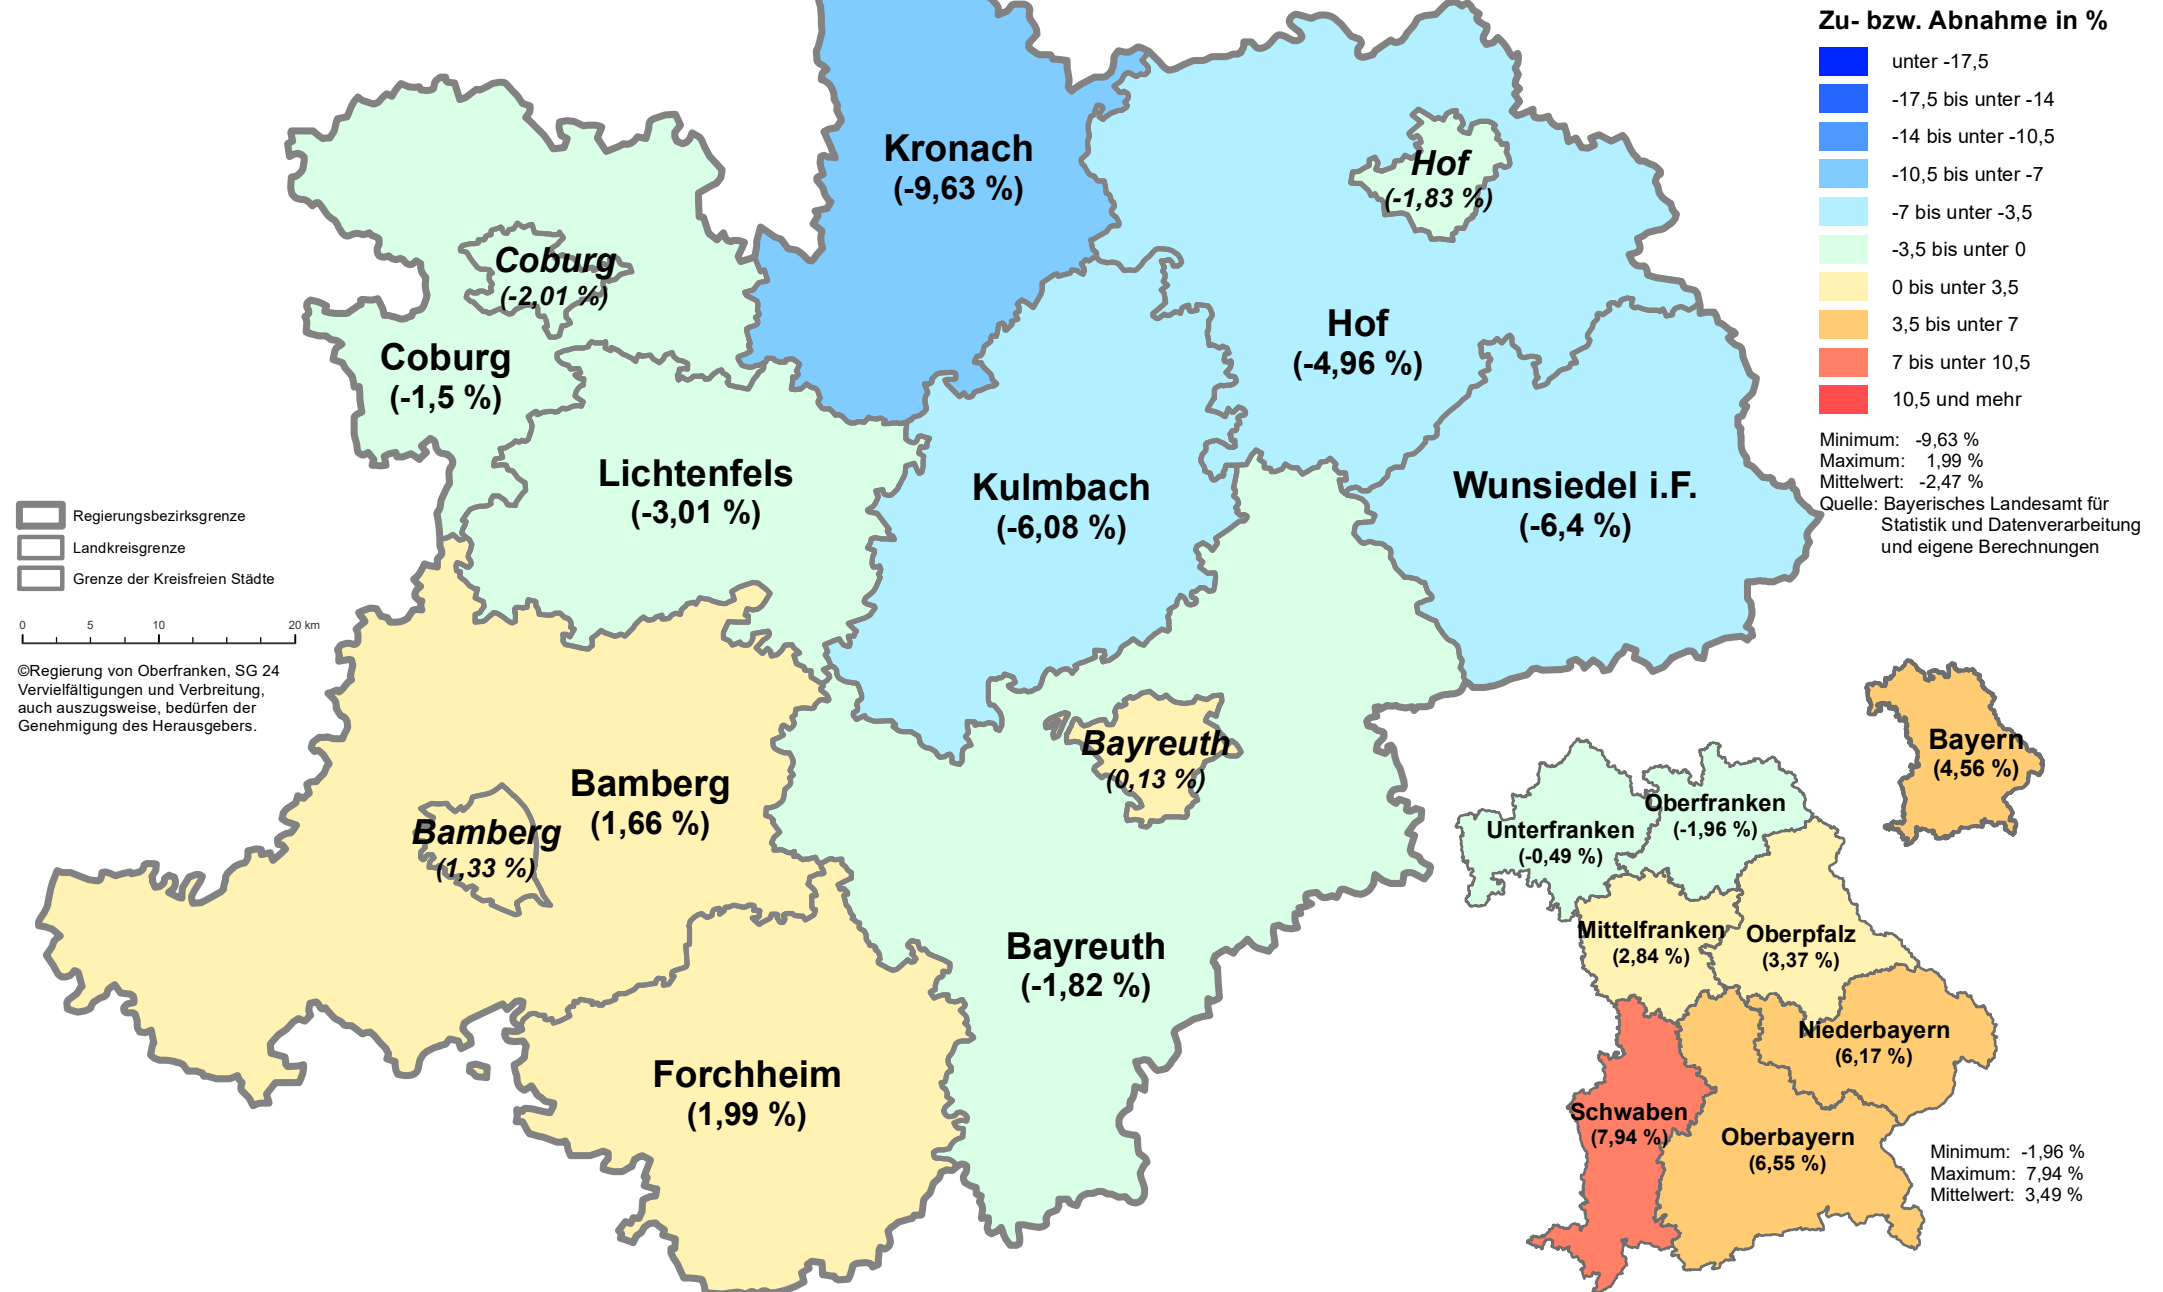 Zu- bzw. Abnahme in %
unter -17,5
-17,5 bis unter -14
-14 bis unter -10,5
-10,5 bis unter -7
-7 bis unter -3,5
-3,5 bis unter 0
0 bis unter 3,5
3,5 bis unter 7
7 bis unter 10,5
10,5 und mehr
Minimum: -9,63 %
Maximum: 1,99 %
Mittelwert: -2,47 %
Quelle: Bayerisches Landesamt für
Statistik und Datenverarbeitung
und eigene Berechnungen
Kronach
(-9,63 %)
Hof
(-1,83 %)
Coburg
(-2,01 %)
Coburg
(-1,5 %)
Hof
(-4,96 %)
Lichtenfels
(-3,01 %)
Kulmbach
(-6,08 %)
Wunsiedel i.F.
(-6,4 %)
Regierungsbezirksgrenze
Landkreisgrenze
Grenze der Kreisfreien Städte
0 5 10 20 km
©Regierung von Oberfranken, SG 24
Vervielfältigungen und Verbreitung,
auch auszugsweise, bedürfen der
Genehmigung des Herausgebers.
Bayreuth
(0,13 %)
Bamberg
(1,66 %)
Bamberg
(1,33 %)
Bayreuth
(-1,82 %)
Forchheim
(1,99 %)
Bayern
(4,56 %)
Oberfranken
(-1,96 %)
Unterfranken
(-0,49 %)
Mittelfranken
(2,84 %)
Oberpfalz
(3,37 %)
Niederbayern
(6,17 %)
Schwaben
(7,94 %)
Oberbayern
(6,55 %)
Minimum: -1,96 %
Maximum: 7,94 %
Mittelwert: 3,49 %